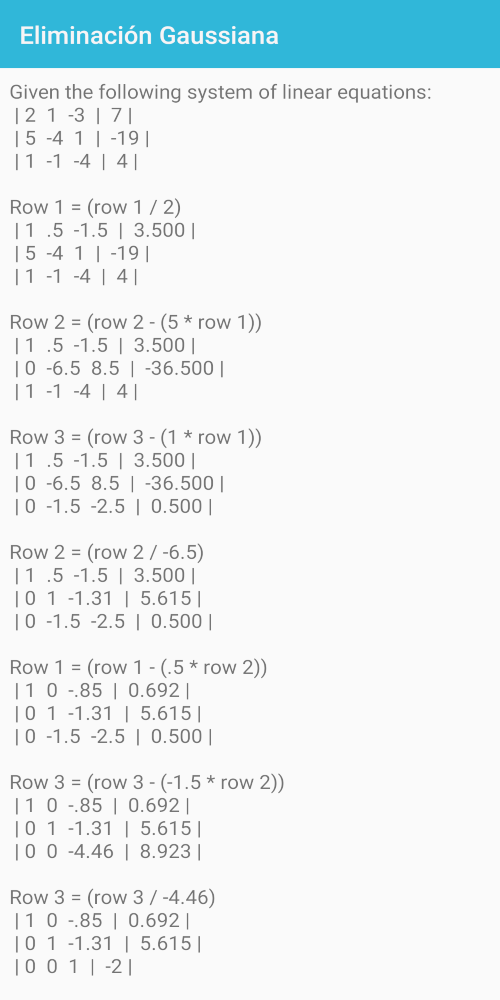 Eliminación Gaussiana
Given the following system of linear equations:
| 2 1 -3 | 7 |
| 5 -4 1 | -19 |
| 1 -1 -4 | 4 |
Row 1 = (row 1 / 2)
| 1 .5 -1.5 | 3.500 |
| 5 -4 1 | -19 |
| 1 -1 -4 | 4 |
Row 2 = (row 2 - (5 * row 1))
| 1 .5 -1.5 | 3.500 |
| 0 -6.5 8.5 | -36.500 |
| 1 -1 -4 | 4 |
Row 3 = (row 3 - (1 * row 1))
| 1 .5 -1.5 | 3.500 |
| 0 -6.5 8.5 | -36.500 |
| 0 -1.5 -2.5 | 0.500 |
Row 2 = (row 2 / -6.5)
| 1 .5 -1.5 | 3.500 |
| 0 1 -1.31 | 5.615 |
| 0 -1.5 -2.5 | 0.500 |
Row 1 = (row 1 - (.5 * row 2))
| 1 0 -.85 | 0.692 |
| 0 1 -1.31 | 5.615 |
| 0 -1.5 -2.5 | 0.500 |
Row 3 = (row 3 - (-1.5 * row 2))
| 1 0 -.85 | 0.692 |
| 0 1 -1.31 | 5.615 |
| 0 0 -4.46 | 8.923 |
Row 3 = (row 3 / -4.46)
| 1 0 -.85 | 0.692 |
| 0 1 -1.31 | 5.615 |
| 0 0 1 | -2 |